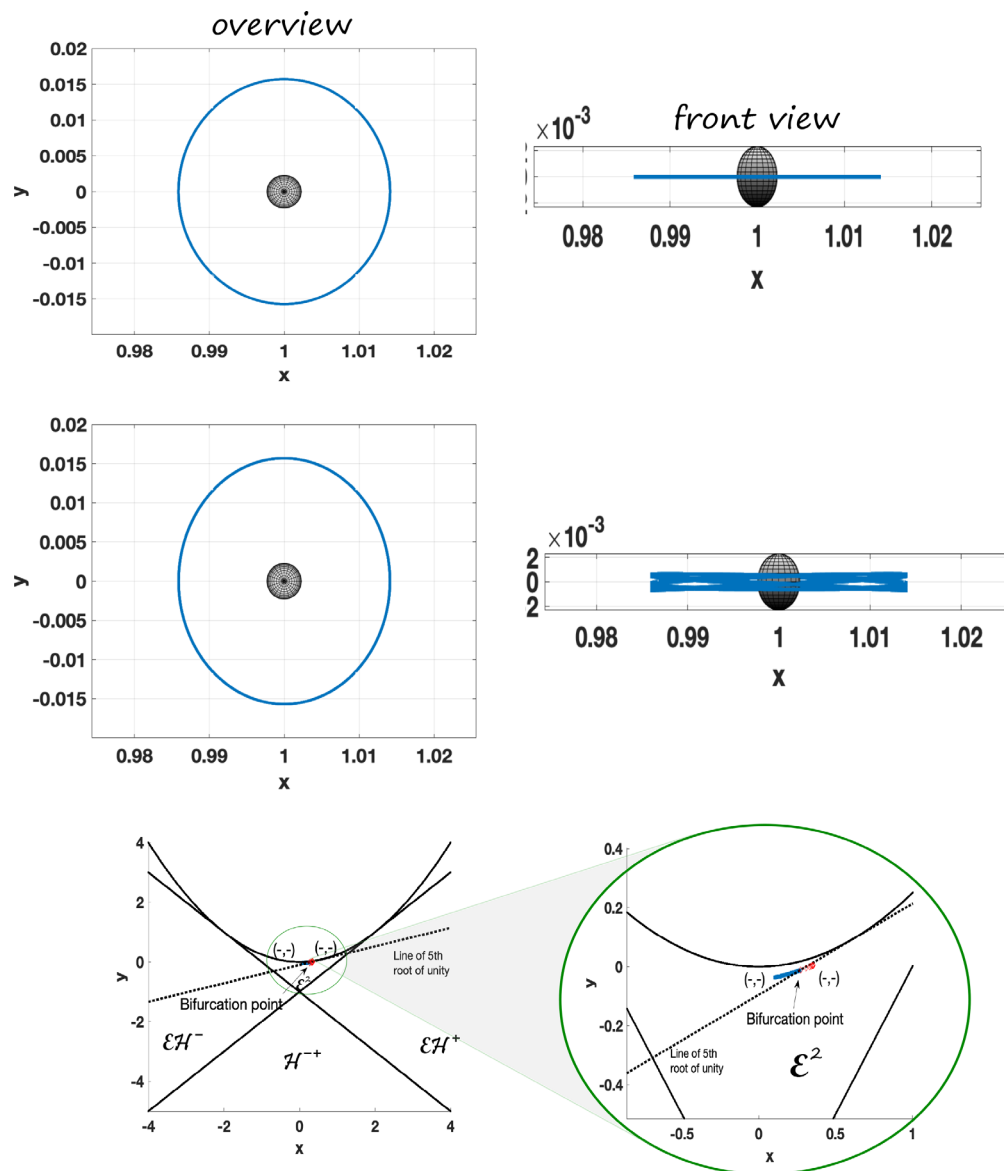 overview
0.02
0.015
0.01
0.005
0
-0.005
-0.01
-0.015
y
0.98 0.99 1 1.01 1.02
x
front view
×10⁻³
0.98 0.99 1 1.01 1.02
x
0.02
0.015
0.01
0.005
0
-0.005
-0.01
-0.015
y
0.98 0.99 1 1.01 1.02
x
×10⁻³
2
0
2
0.98 0.99 1 1.01 1.02
x
4
2
0
-2
-4
y
(-,-) (-,-)
Line of 5th
root of unity
ℰ²
Bifurcation point
ℰℋ⁻
ℋ⁻⁺
ℰℋ⁺
-4 -2 0 2 4
x
0.4
0.2
0
-0.2
-0.4
y
(-,-) (-,-)
Bifurcation point
Line of 5th
root of unity
ℰ²
-0.5 0 0.5 1
x